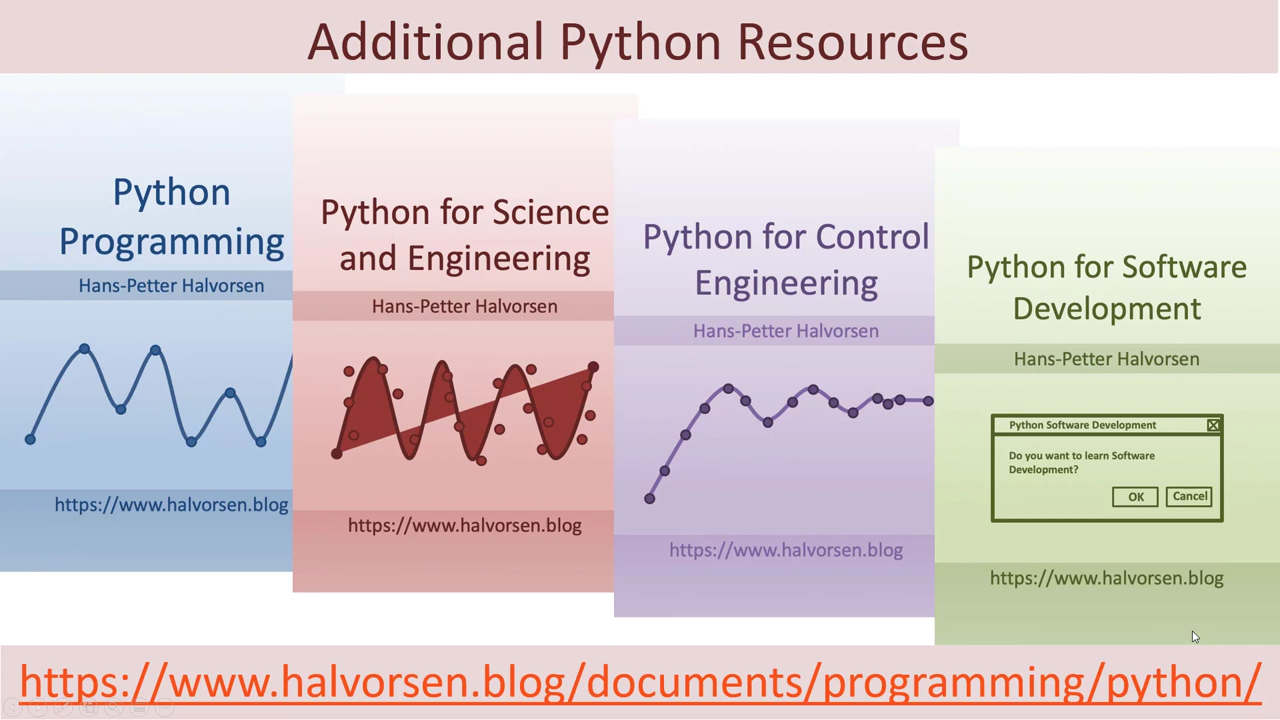 Additional Python Resources
Python
Programming
Hans-Petter Halvorsen
https://www.halvorsen.blog
Python for Science
and Engineering
Hans-Petter Halvorsen
https://www.halvorsen.blog
Python for Control
Engineering
Hans-Petter Halvorsen
https://www.halvorsen.blog
Python for Software
Development
Hans-Petter Halvorsen
Python Software Development
Do you want to learn Software
Development?
OK Cancel
https://www.halvorsen.blog
https://www.halvorsen.blog/documents/programming/python/